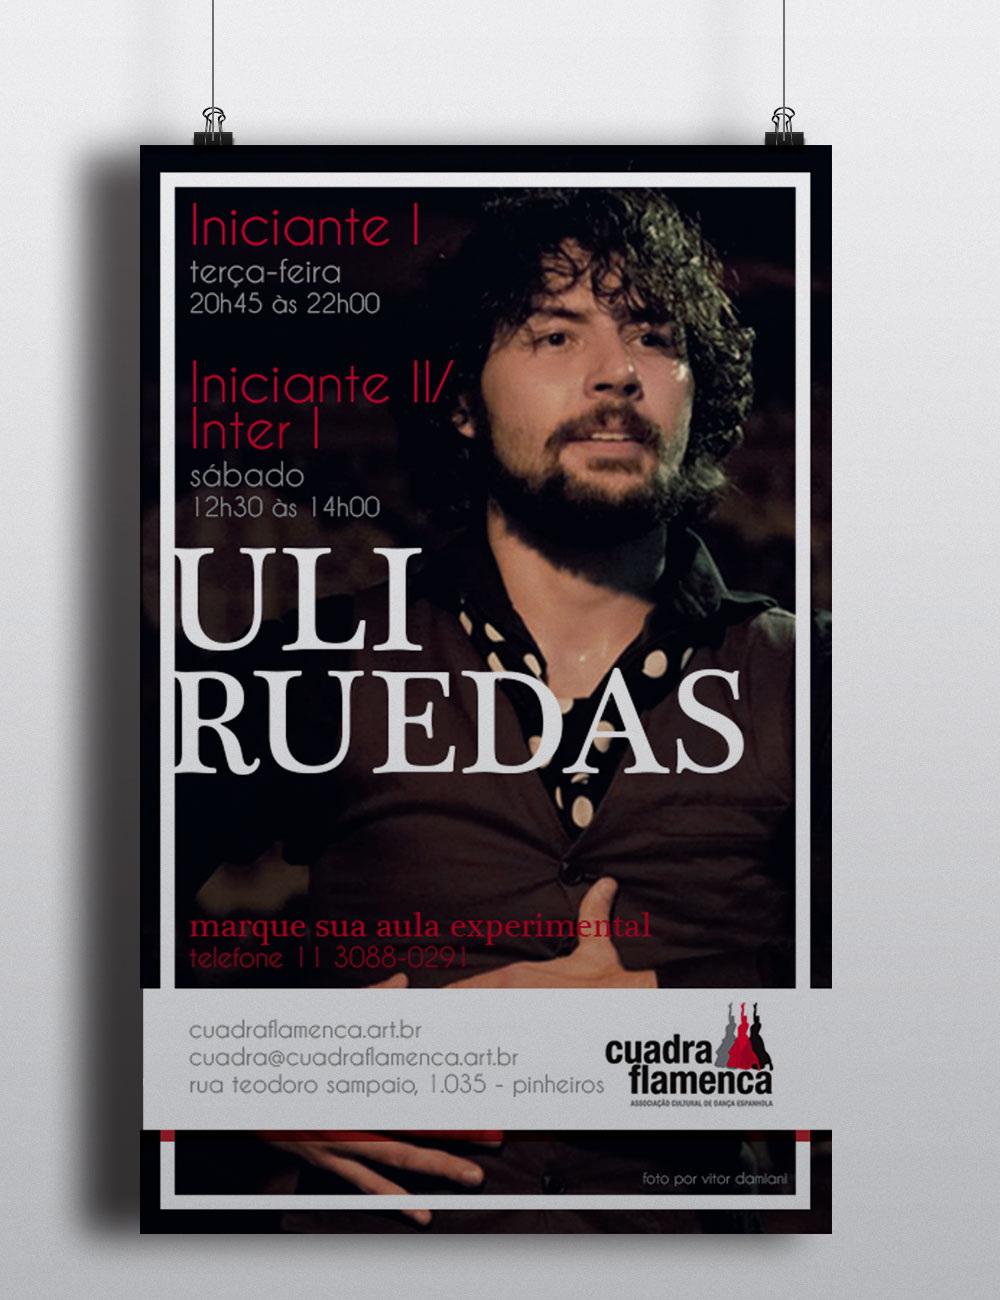 Iniciante I
terça-feira
20h45 às 22h00
Iniciante II/
Inter I
sábado
12h30 às 14h00
ULI
RUEDAS
marque sua aula experimental
telefone 11 3088-0291
cuadraflamenca.art.br
cuadra@cuadraflamenca.art.br
rua teodoro sampaio, 1.035 - pinheiros
cuadra
flamenca
ASSOCIAÇÃO CULTURAL DE DANÇA ESPANHOLA
foto por vitor damiani